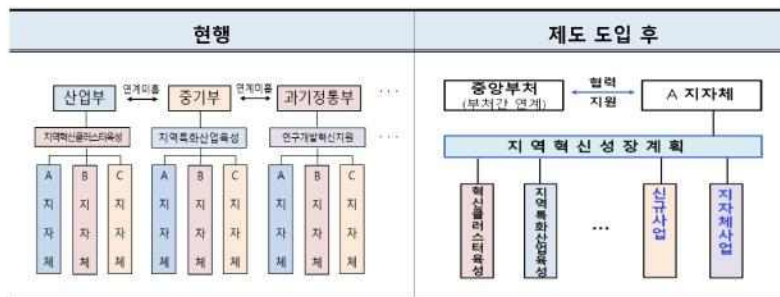 현행
제도 도입 후
산업부
연계미흡
중기부
연계미흡
과기정통부
...
지역혁신클러스터육성
지역특화산업육성
연구개발혁신지원
...
A 지자체
B 지자체
C 지자체
A 지자체
B 지자체
C 지자체
A 지자체
B 지자체
C 지자체
중앙부처
(부처간 연계)
협력
지원
A 지자체
지역혁신성장계획
혁신클러스터육성
지역특화산업육성
...
신규사업
지자체사업